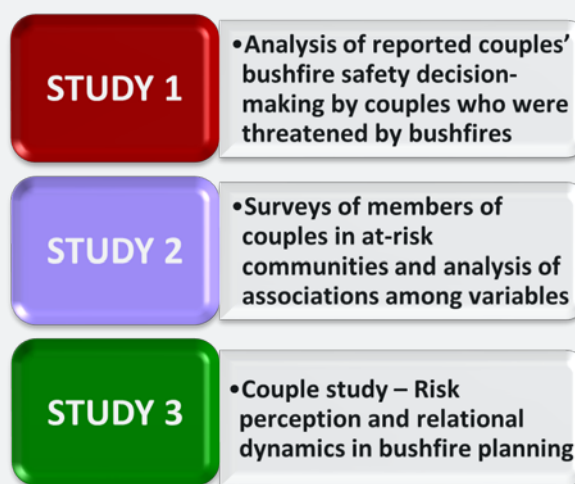 STUDY 1
•Analysis of reported couples'
bushfire safety decision-
making by couples who were
threatened by bushfires
STUDY 2
•Surveys of members of
couples in at-risk
communities and analysis of
associations among variables
STUDY 3
•Couple study – Risk
perception and relational
dynamics in bushfire planning